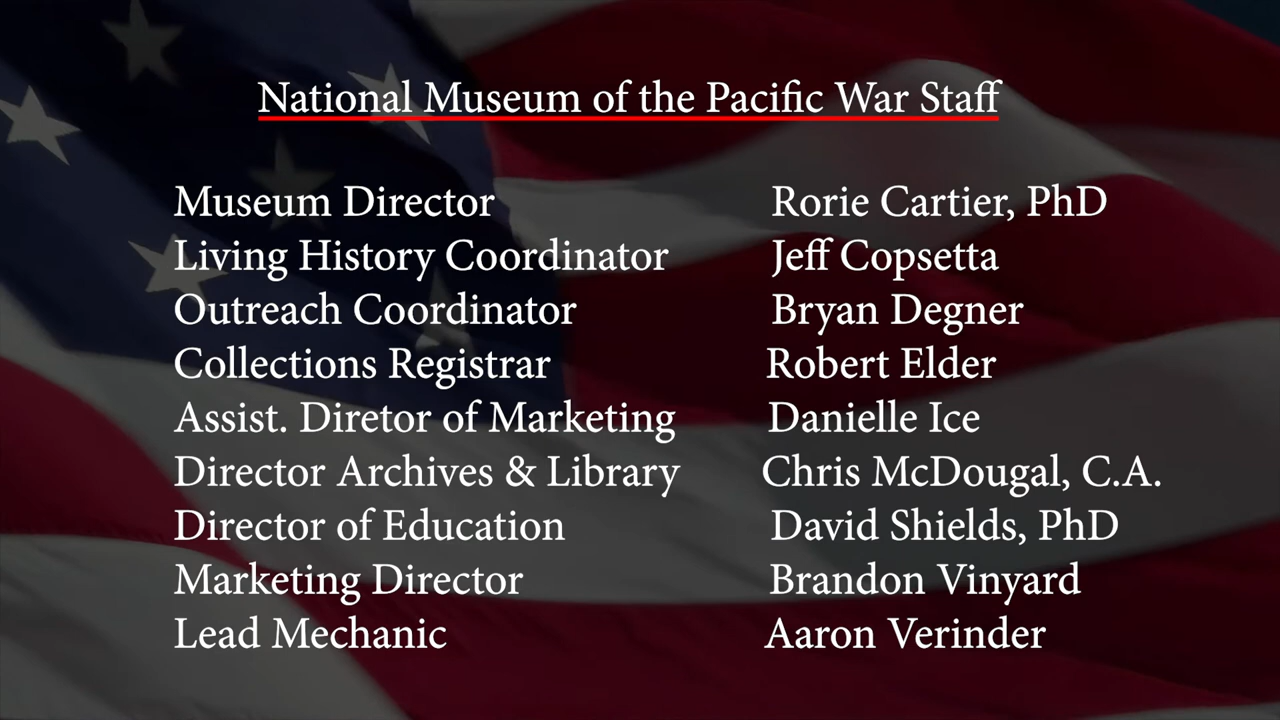 National Museum of the Pacific War Staff
Museum Director Rorie Cartier, PhD
Living History Coordinator Jeff Copsetta
Outreach Coordinator Bryan Degner
Collections Registrar Robert Elder
Assist. Diretor of Marketing Danielle Ice
Director Archives & Library Chris McDougal, C.A.
Director of Education David Shields, PhD
Marketing Director Brandon Vinyard
Lead Mechanic Aaron Verinder